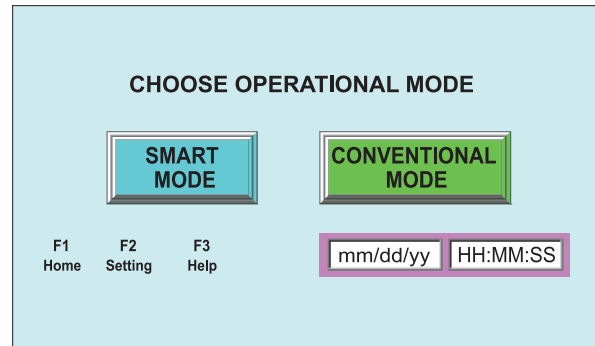 CHOOSE OPERATIONAL MODE
SMART
MODE
CONVENTIONAL
MODE
F1
Home
F2
Setting
F3
Help
mm/dd/yy
HH:MM:SS